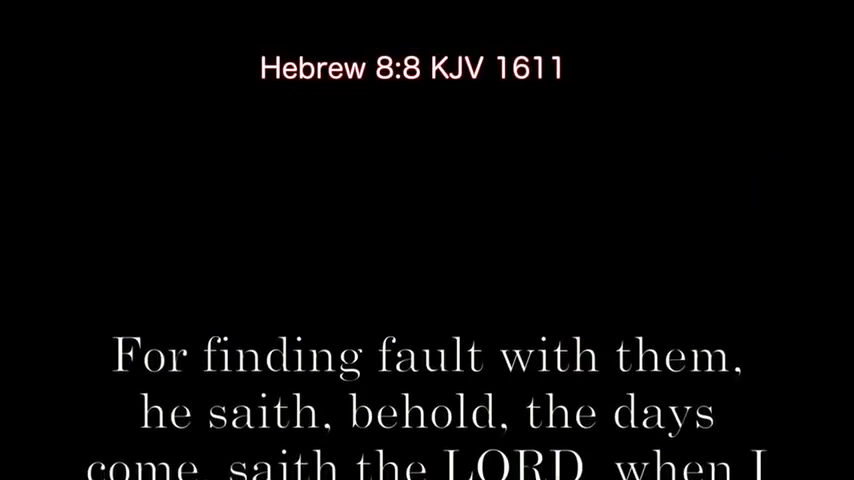 Hebrew 8:8 KJV 1611
For finding fault with them,
he saith, behold, the days
come, saith the LORD, when I